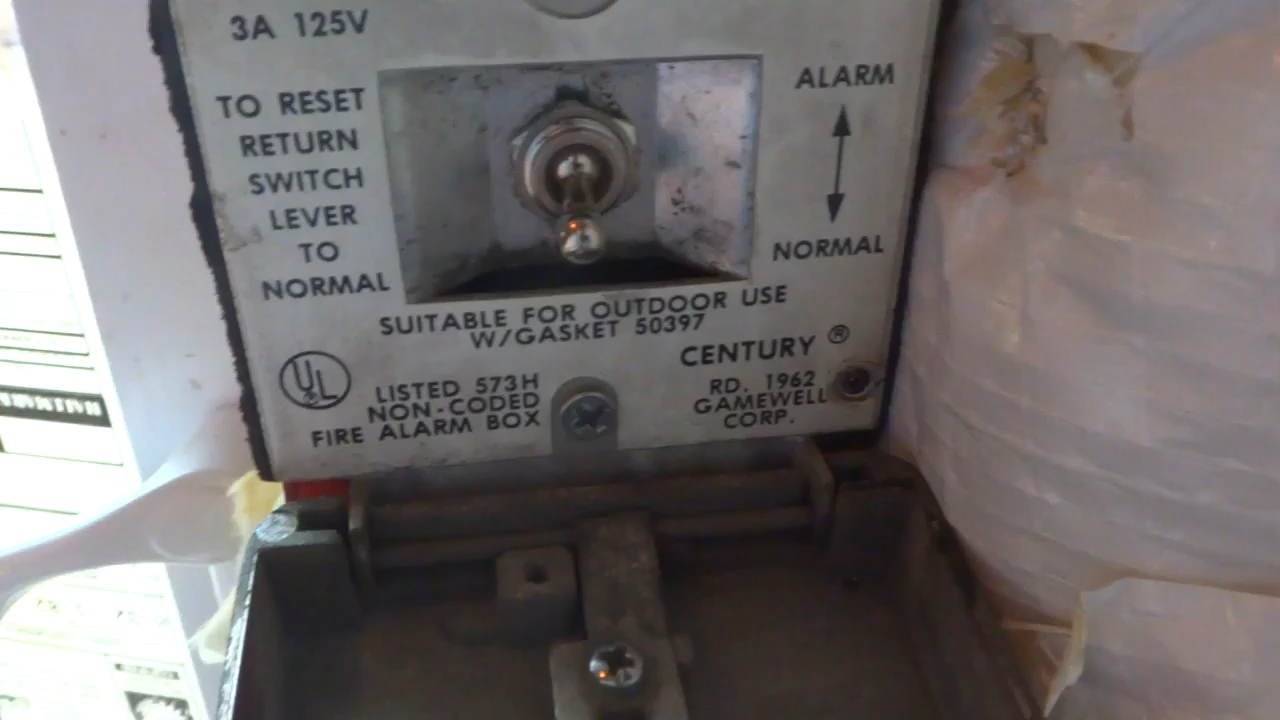 3A 125V
TO RESET
RETURN
SWITCH
LEVER
TO
NORMAL
ALARM
NORMAL
SUITABLE FOR OUTDOOR USE
W/GASKET 50397
UL
LISTED 573H
NON-CODED
FIRE ALARM BOX
CENTURY ®
RD. 1962
GAMEWELL
CORP.